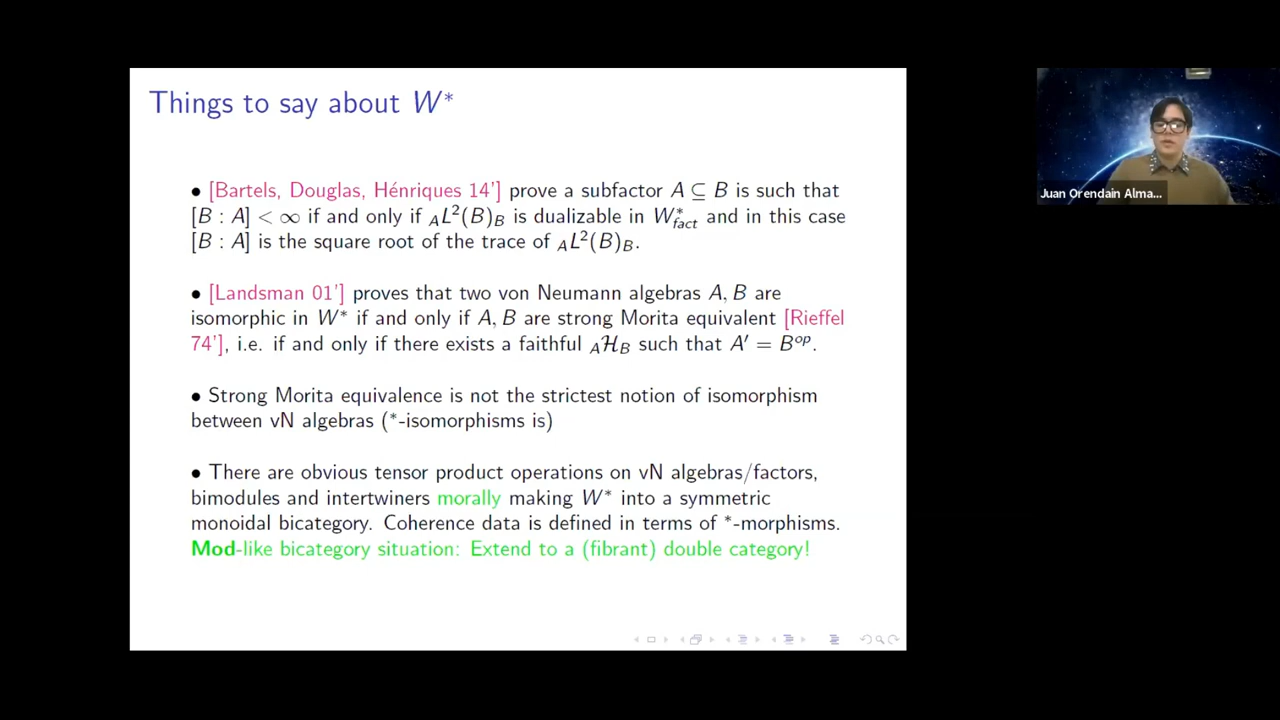 Things to say about W*
• [Bartels, Douglas, Hénriques 14'] prove a subfactor A ⊆ B is such that
[B : A] < ∞ if and only if _AL²(B)_B is dualizable in W*_fact and in this case
[B : A] is the square root of the trace of _AL²(B)_B.
• [Landsman 01'] proves that two von Neumann algebras A, B are
isomorphic in W* if and only if A, B are strong Morita equivalent [Rieffel
74'], i.e. if and only if there exists a faithful _Aℋ_B such that A′ = B^op.
• Strong Morita equivalence is not the strictest notion of isomorphism
between vN algebras (*-isomorphisms is)
• There are obvious tensor product operations on vN algebras/factors,
bimodules and intertwiners morally making W* into a symmetric
monoidal bicategory. Coherence data is defined in terms of *-morphisms.
Mod-like bicategory situation: Extend to a (fibrant) double category!
Juan Orendain Alma...